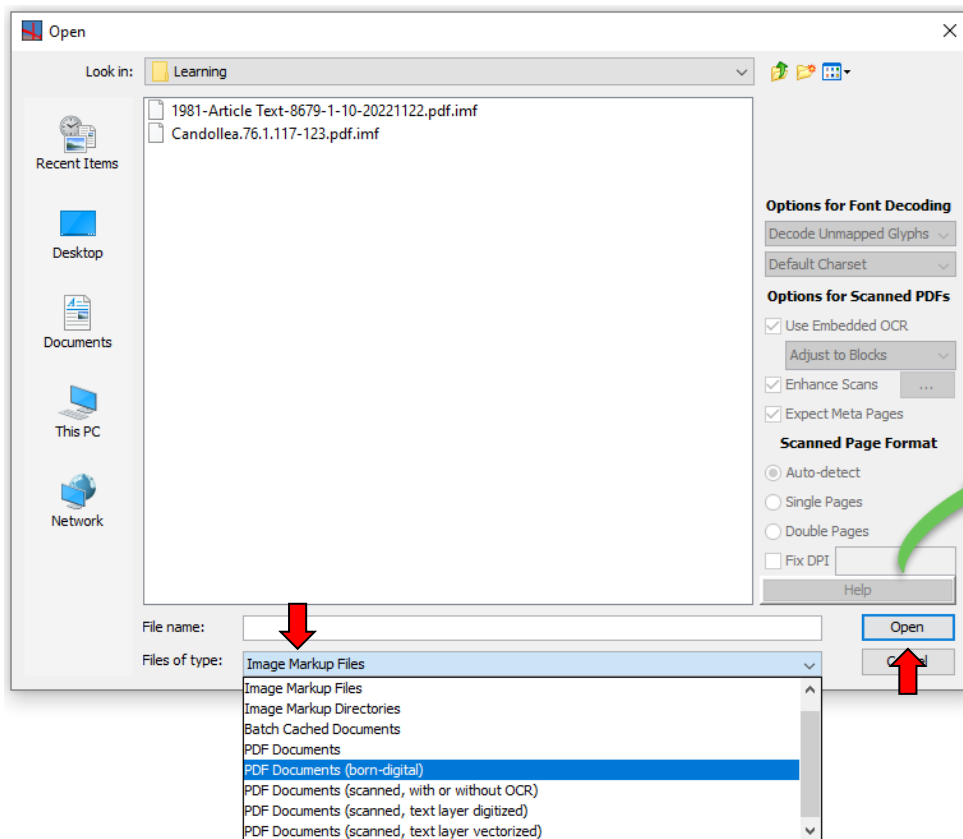 Open
Look in:
Learning
1981-Article Text-8679-1-10-20221122.pdf.imf
Candollea.76.1.117-123.pdf.imf
Recent Items
Desktop
Documents
This PC
Network
Options for Font Decoding
Decode Unmapped Glyphs
Default Charset
Options for Scanned PDFs
Use Embedded OCR
Adjust to Blocks
Enhance Scans
...
Expect Meta Pages
Scanned Page Format
Auto-detect
Single Pages
Double Pages
Fix DPI
Help
File name:
Open
Files of type:
Image Markup Files
Image Markup Files
Image Markup Directories
Batch Cached Documents
PDF Documents
PDF Documents (born-digital)
PDF Documents (scanned, with or without OCR)
PDF Documents (scanned, text layer digitized)
PDF Documents (scanned, text layer vectorized)